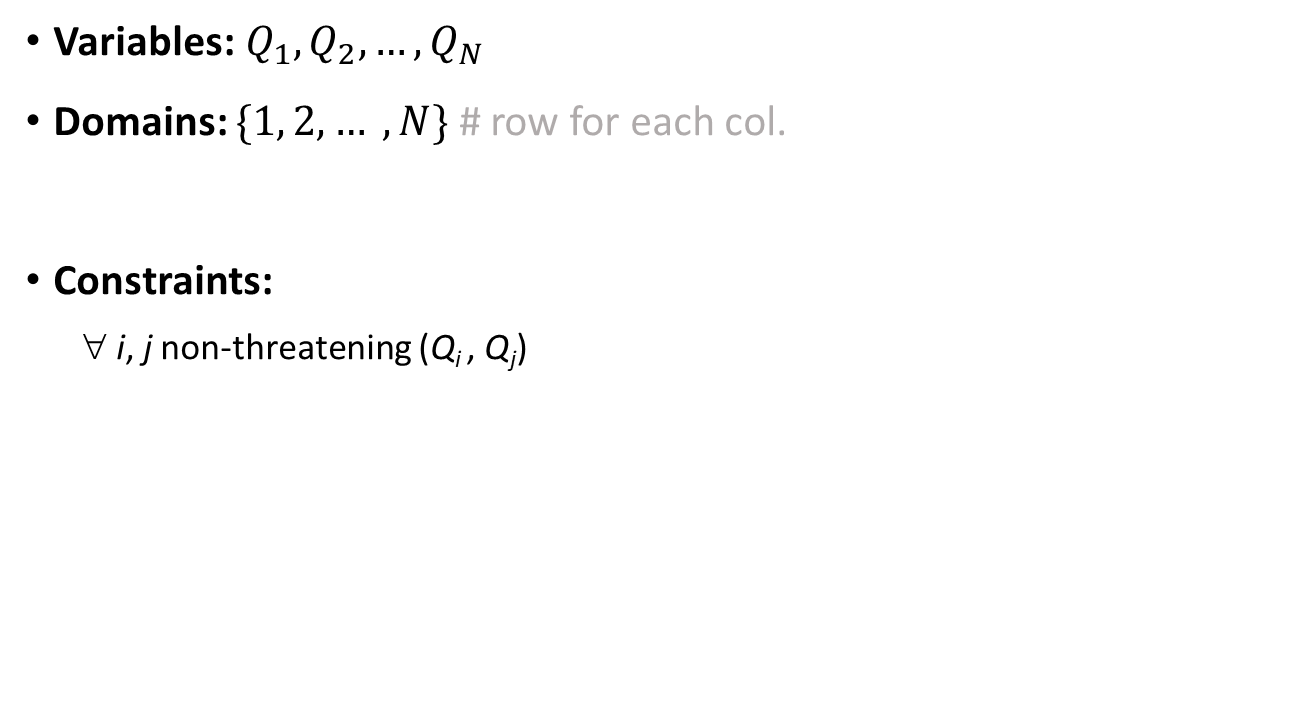 • Variables: Q₁, Q₂, … , Q_N
• Domains: {1, 2, … , N} # row for each col.
• Constraints:
∀ i, j non-threatening (Qᵢ , Qⱼ)